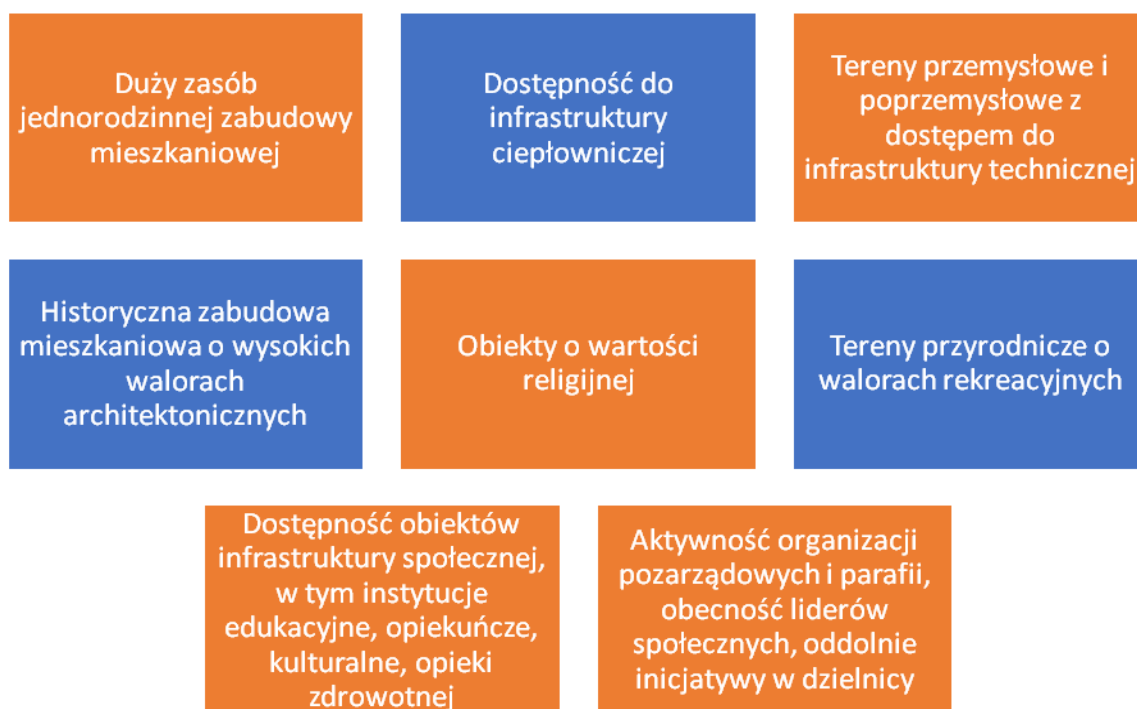 Duży zasób
jednorodzinnej zabudowy
mieszkaniowej
Dostępność do
infrastruktury
ciepłowniczej
Tereny przemysłowe i
poprzemysłowe z
dostępem do
infrastruktury technicznej
Historyczna zabudowa
mieszkaniowa o wysokich
walorach
architektonicznych
Obiekty o wartości
religijnej
Tereny przyrodnicze o
walorach rekreacyjnych
Dostępność obiektów
infrastruktury społecznej,
w tym instytucje
edukacyjne, opiekuńcze,
kulturalne, opieki
zdrowotnej
Aktywność organizacji
pozarządowych i parafii,
obecność liderów
społecznych, oddolnie
inicjatywy w dzielnicy